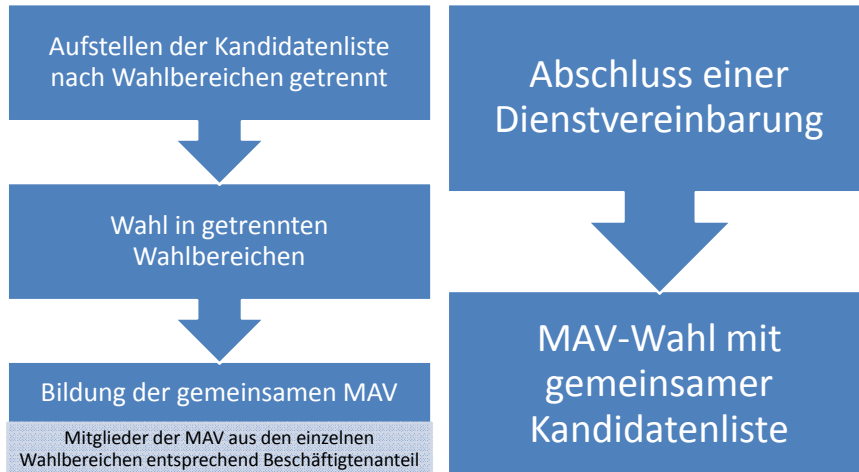 Aufstellen der Kandidatenliste
nach Wahlbereichen getrennt
Wahl in getrennten
Wahlbereichen
Bildung der gemeinsamen MAV
Mitglieder der MAV aus den einzelnen
Wahlbereichen entsprechend Beschäftigtenanteil
Abschluss einer
Dienstvereinbarung
MAV-Wahl mit
gemeinsamer
Kandidatenliste